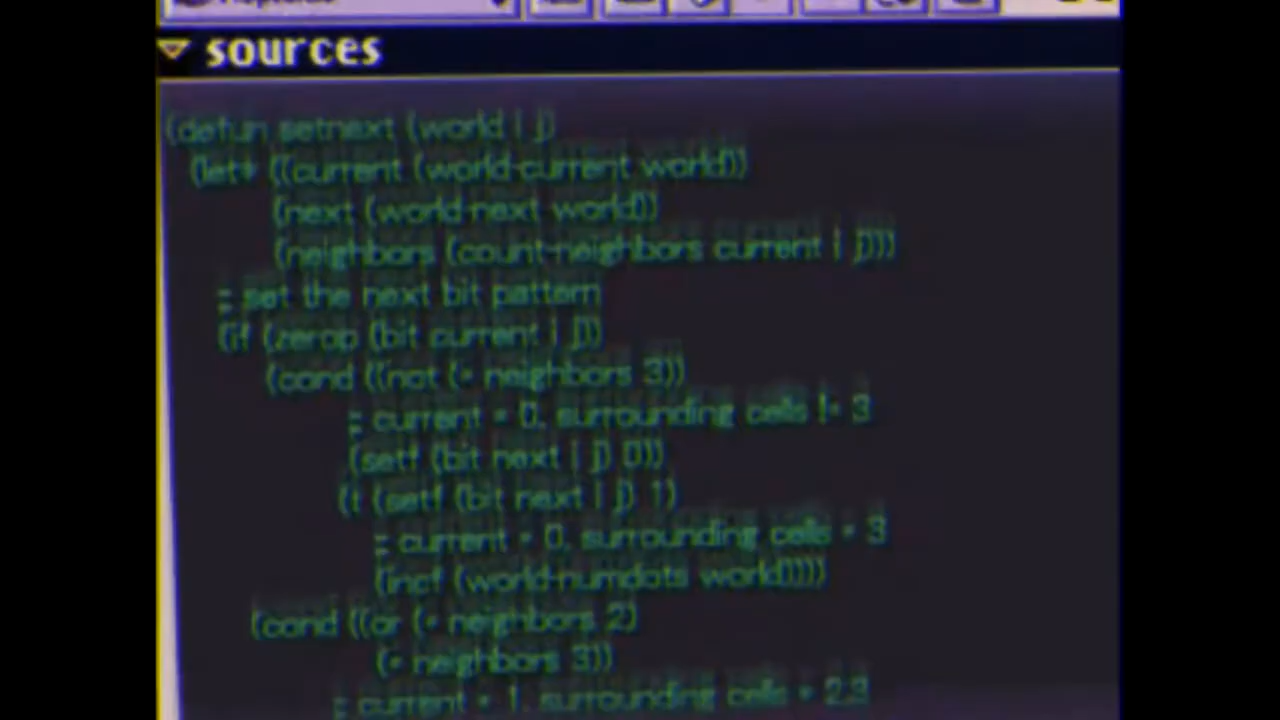 sources
(defun setnext (world i j)
(let* ((current (world-current world))
(next (world-next world))
(neighbors (count-neighbors current i j)))
;; set the next bit pattern
(if (zerop (bit current i j))
(cond ((not (= neighbors 3))
;; current = 0, surrounding cells != 3
(setf (bit next i j) 0))
(t (setf (bit next i j) 1)
;; current = 0, surrounding cells = 3
(incf (world-numdots world))))
(cond ((or (= neighbors 2)
(= neighbors 3))
;; current = 1, surrounding cells = 2,3